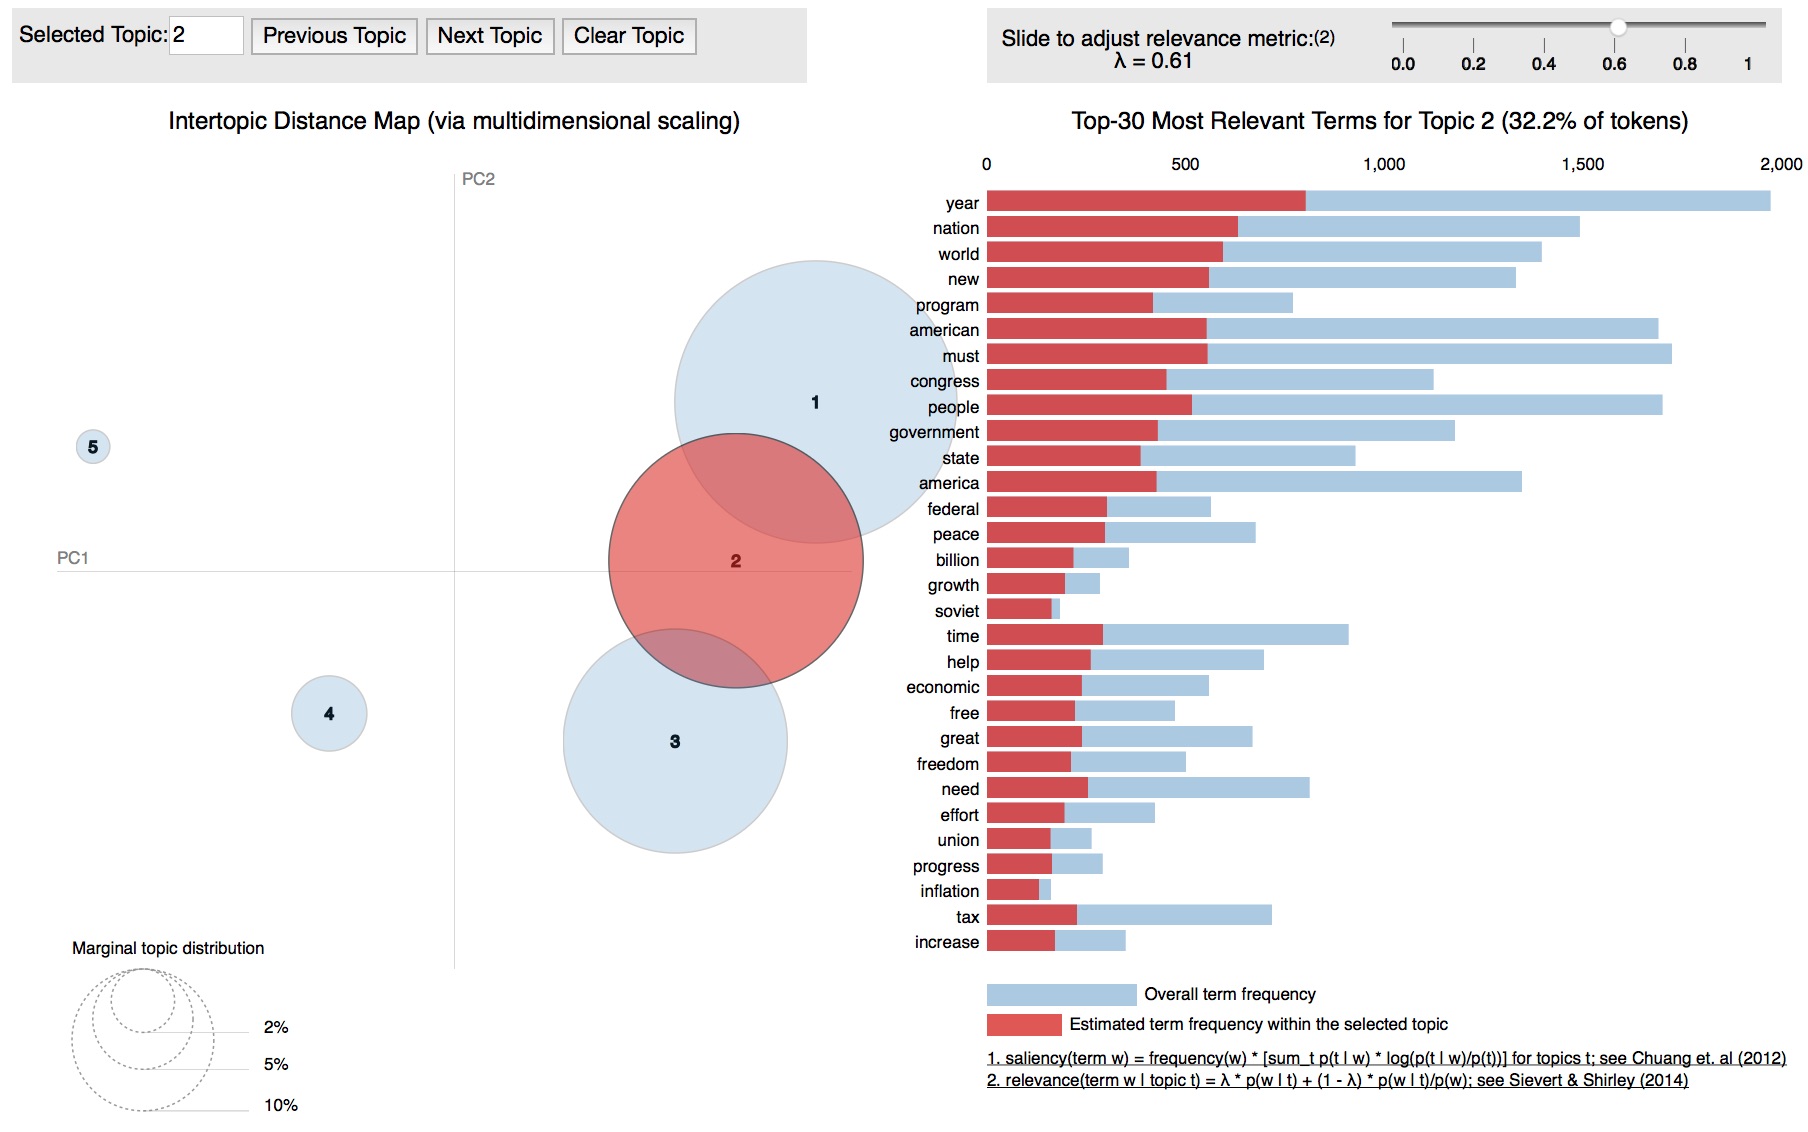 Selected Topic: 2 Previous Topic Next Topic Clear Topic
Slide to adjust relevance metric:(2)
λ = 0.61
0.0 0.2 0.4 0.6 0.8 1
Intertopic Distance Map (via multidimensional scaling)
PC2
PC1
1
2
3
4
5
Marginal topic distribution
2%
5%
10%
Top-30 Most Relevant Terms for Topic 2 (32.2% of tokens)
0 500 1,000 1,500 2,000
year
nation
world
new
program
american
must
congress
people
government
state
america
federal
peace
billion
growth
soviet
time
help
economic
free
great
freedom
need
effort
union
progress
inflation
tax
increase
Overall term frequency
Estimated term frequency within the selected topic
1. saliency(term w) = frequency(w) * [sum_t p(t | w) * log(p(t | w)/p(t))] for topics t; see Chuang et. al (2012)
2. relevance(term w | topic t) = λ * p(w | t) + (1 - λ) * p(w | t)/p(w); see Sievert & Shirley (2014)